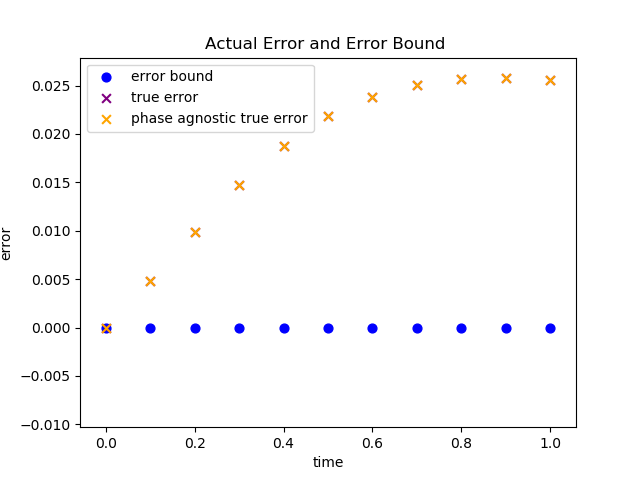 Actual Error and Error Bound
error bound
true error
phase agnostic true error
0.025
0.020
0.015
0.010
0.005
0.000
−0.005
−0.010
error
0.0 0.2 0.4 0.6 0.8 1.0
time